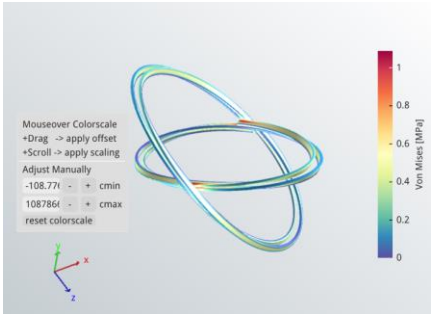 Mouseover Colorscale
+Drag -> apply offset
+Scroll -> apply scaling
Adjust Manually
-108.77( - + cmin
1087866 - + cmax
reset colorscale
y
x
z
1
0.8
0.6
0.4
0.2
0
Von Mises [MPa]